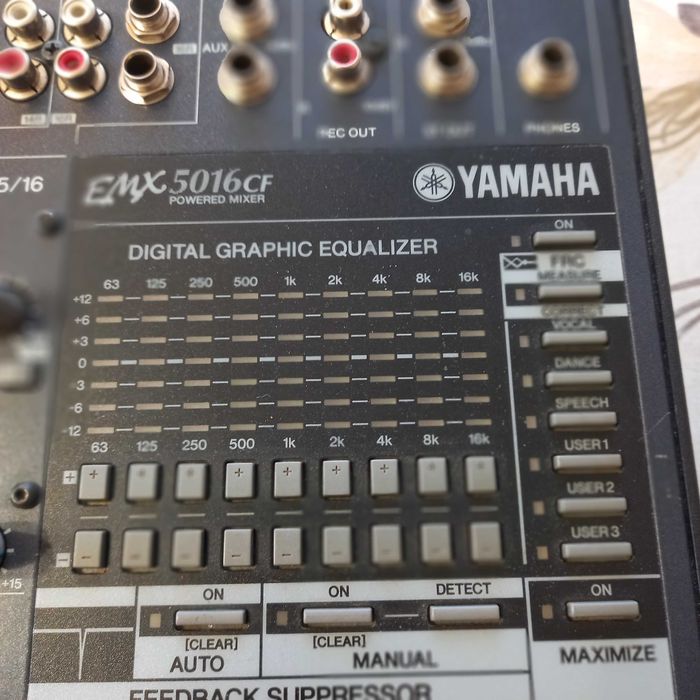 AUX
REC OUT
PHONES
5/16
EMX 5016CF
POWERED MIXER
YAMAHA
DIGITAL GRAPHIC EQUALIZER
ON
63 125 250 500 1k 2k 4k 8k 16k
FRC
MEASURE
+12
+6
CORRECT
+3
VOCAL
0
DANCE
-3
-6
SPEECH
-12
63 125 250 500 1k 2k 4k 8k 16k
USER 1
+ + + + + + + + + +
USER 2
USER 3
- - - - - - - - - -
+15
ON ON DETECT ON
[CLEAR] [CLEAR]
AUTO MANUAL MAXIMIZE
FEEDBACK SUPPRESSOR